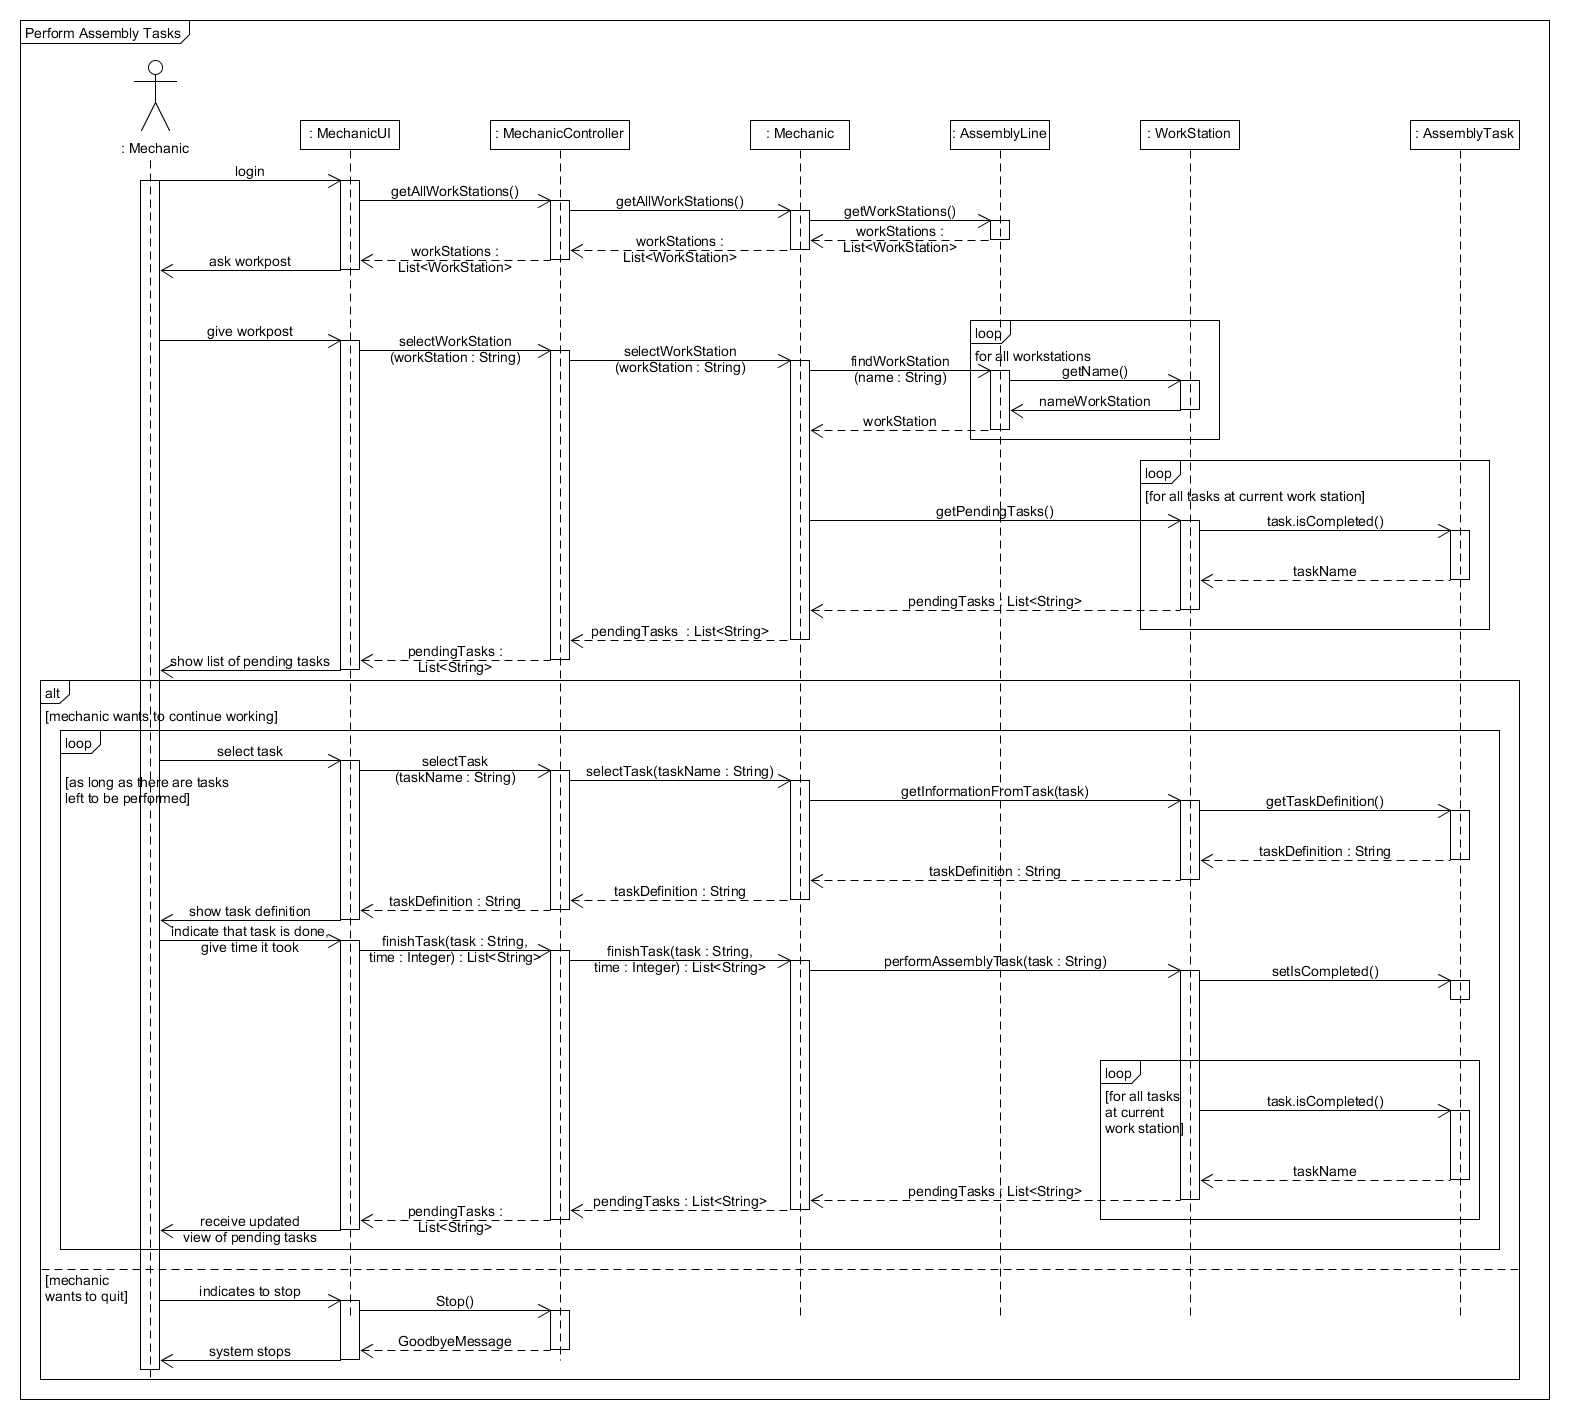 Perform Assembly Tasks
: Mechanic
: MechanicUI
: MechanicController
: Mechanic
: AssemblyLine
: WorkStation
: AssemblyTask
login
getAllWorkStations()
getAllWorkStations()
getWorkStations()
workStations :
List<WorkStation>
workStations :
List<WorkStation>
workStations :
List<WorkStation>
ask workpost
give workpost
selectWorkStation
(workStation : String)
selectWorkStation
(workStation : String)
loop
for all workstations
findWorkStation
(name : String)
getName()
nameWorkStation
workStation
loop
[for all tasks at current work station]
getPendingTasks()
task.isCompleted()
taskName
pendingTasks : List<String>
pendingTasks  : List<String>
pendingTasks :
List<String>
show list of pending tasks
alt
[mechanic wants to continue working]
loop
[as long as there are tasks
left to be performed]
select task
selectTask
(taskName : String)
selectTask(taskName : String)
getInformationFromTask(task)
getTaskDefinition()
taskDefinition : String
taskDefinition : String
taskDefinition : String
taskDefinition : String
show task definition
indicate that task is done,
give time it took
finishTask(task : String,
time : Integer) : List<String>
finishTask(task : String,
time : Integer) : List<String>
performAssemblyTask(task : String)
setIsCompleted()
loop
[for all tasks
at current
work station]
task.isCompleted()
taskName
pendingTasks : List<String>
pendingTasks : List<String>
pendingTasks :
List<String>
receive updated
view of pending tasks
[mechanic
wants to quit]
indicates to stop
Stop()
GoodbyeMessage
system stops